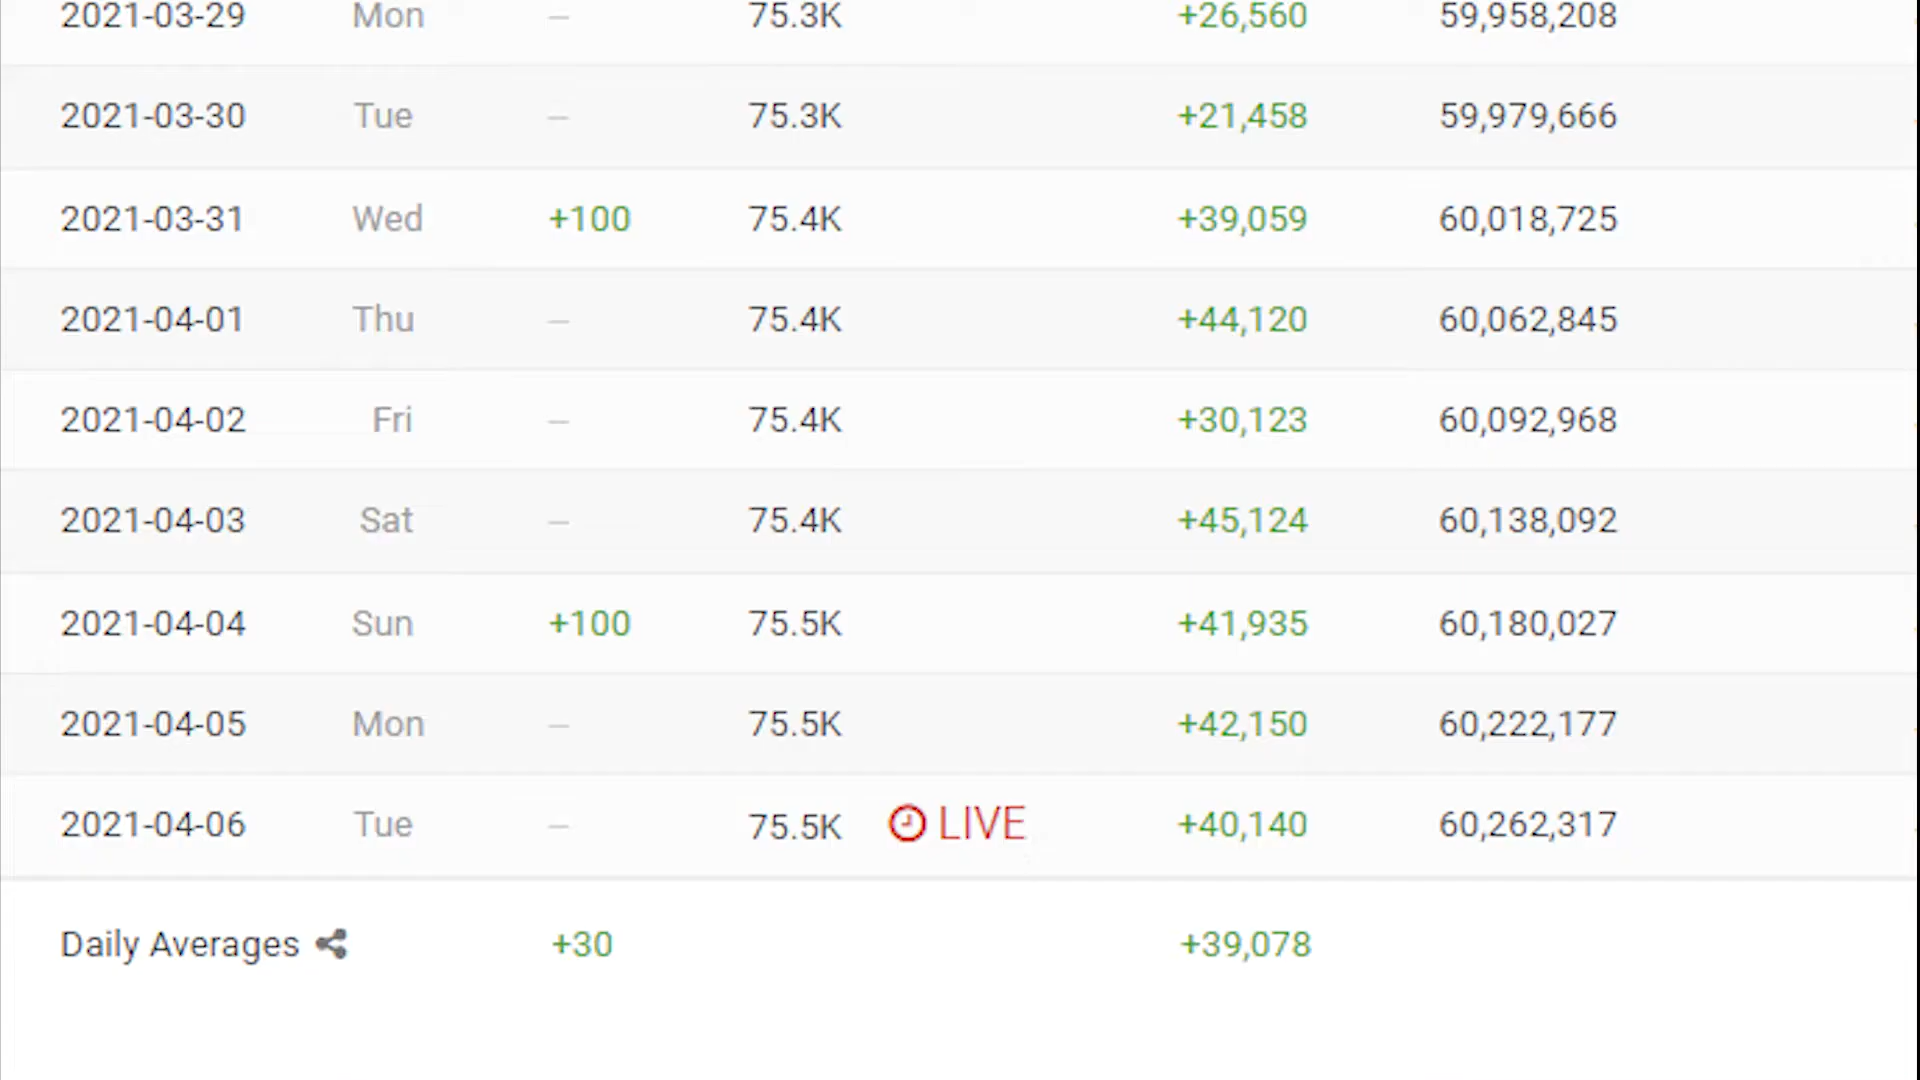 2021-03-29 Mon – 75.3K +26,560 59,958,208
2021-03-30 Tue – 75.3K +21,458 59,979,666
2021-03-31 Wed +100 75.4K +39,059 60,018,725
2021-04-01 Thu – 75.4K +44,120 60,062,845
2021-04-02 Fri – 75.4K +30,123 60,092,968
2021-04-03 Sat – 75.4K +45,124 60,138,092
2021-04-04 Sun +100 75.5K +41,935 60,180,027
2021-04-05 Mon – 75.5K +42,150 60,222,177
2021-04-06 Tue – 75.5K LIVE +40,140 60,262,317
Daily Averages +30 +39,078